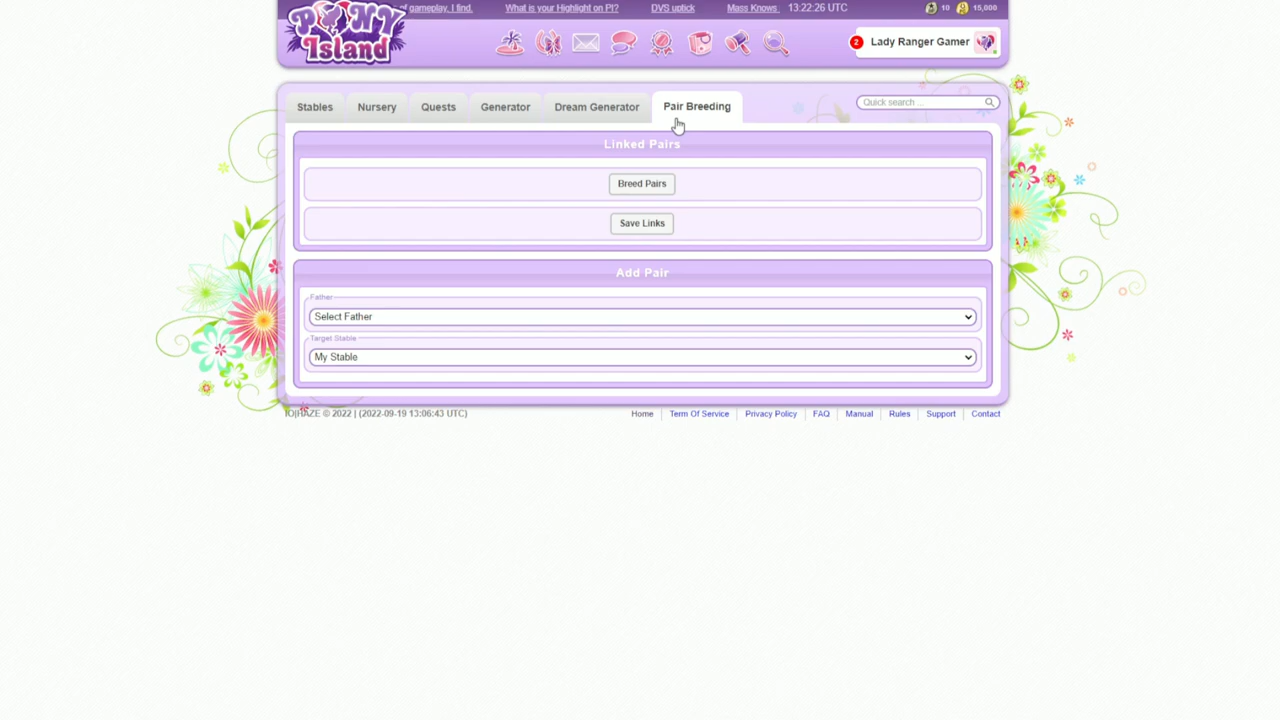 of gameplay, I find. What is your Highlight on PI? DVS uptick Mass Knows 13:22:26 UTC 10 15,000
PONY
Island
2 Lady Ranger Gamer
Stables Nursery Quests Generator Dream Generator Pair Breeding Quick search ...
Linked Pairs
Breed Pairs
Save Links
Add Pair
Father
Select Father
Target Stable
My Stable
IO|HAZE © 2022 | (2022-09-19 13:06:43 UTC) Home Term Of Service Privacy Policy FAQ Manual Rules Support Contact